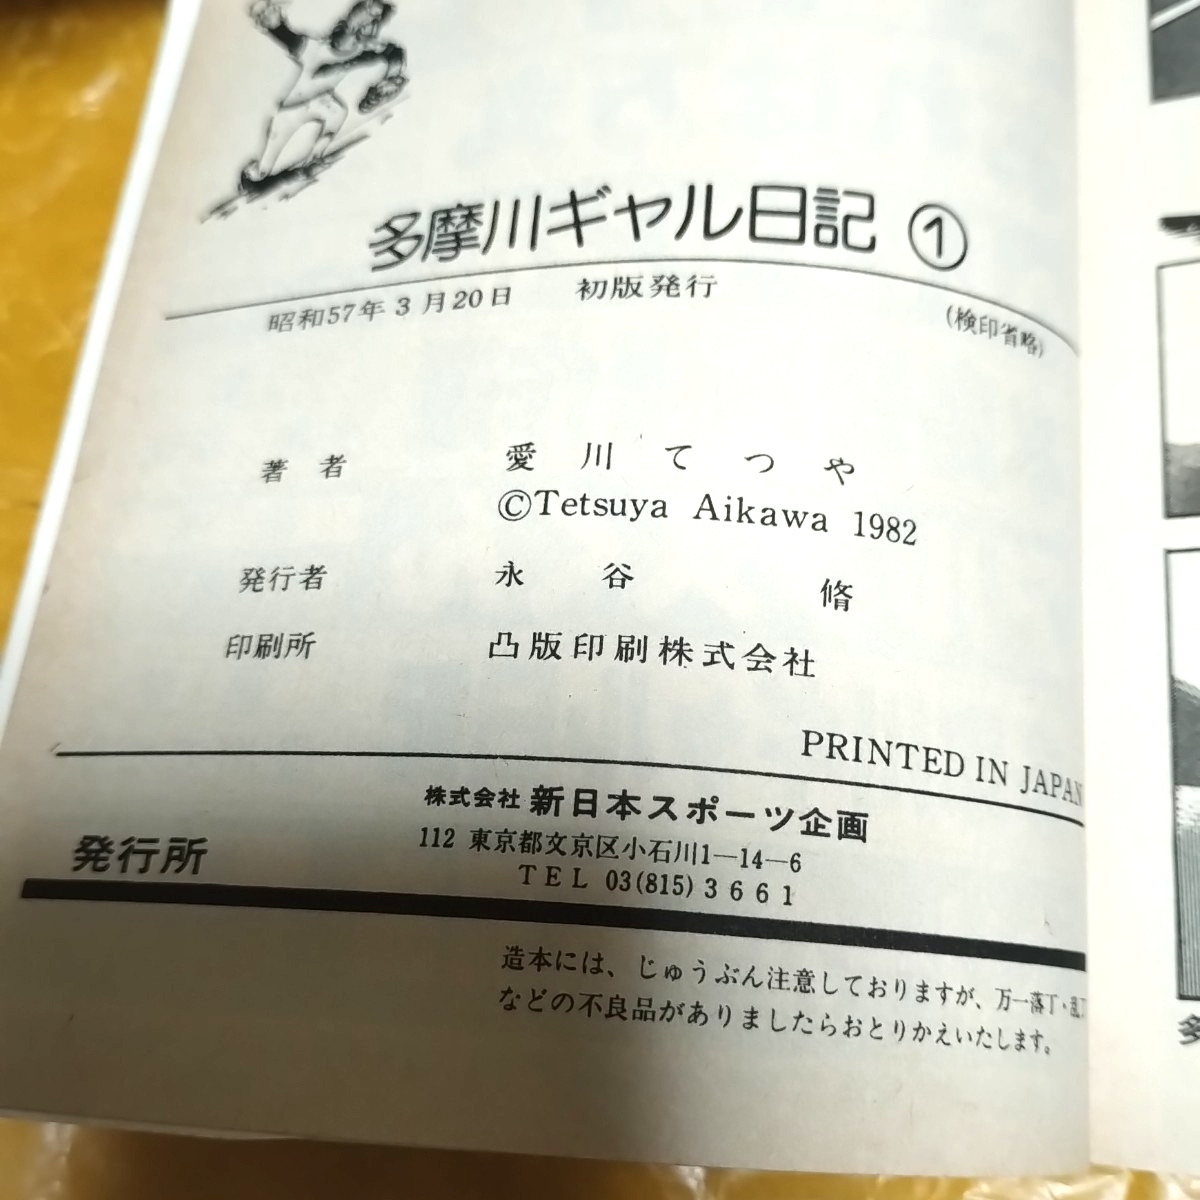 多摩川ギャル日記 ①
昭和57年3月20日 初版発行
(検印省略)
著者 愛川てつや
©Tetsuya Aikawa 1982
発行者 永谷 脩
印刷所 凸版印刷株式会社
PRINTED IN JAPAN
発行所 株式会社 新日本スポーツ企画
112 東京都文京区小石川1―14―6
TEL 03(815)3661
造本には、じゅうぶん注意しておりますが、万一落丁・乱丁
などの不良品がありましたらおとりかえいたします。
多